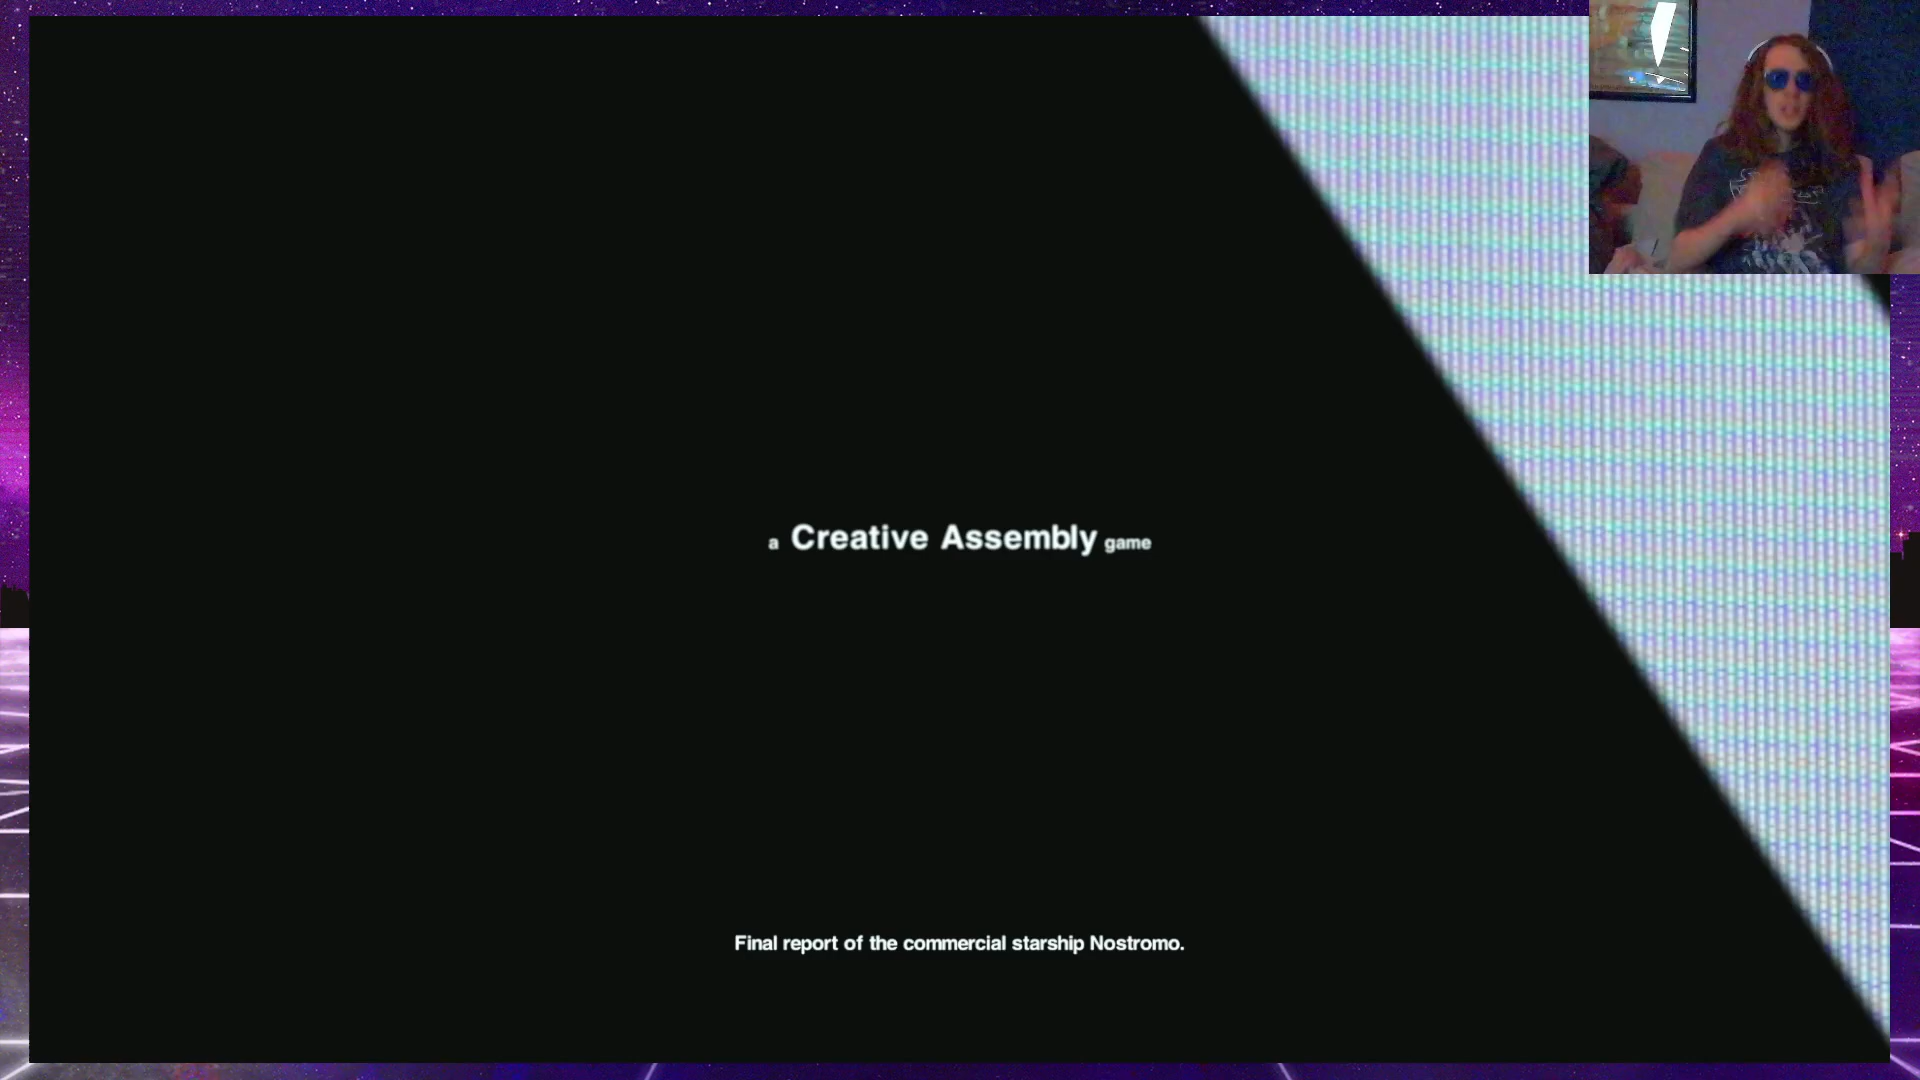 a Creative Assembly game
Final report of the commercial starship Nostromo.